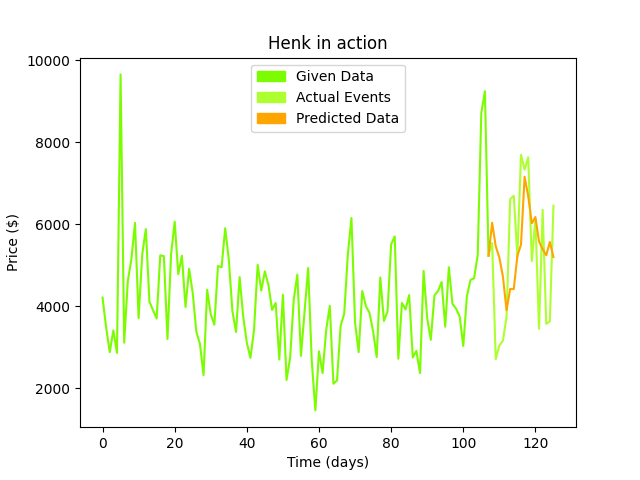 Henk in action
Given Data
Actual Events
Predicted Data
Price ($)
10000
8000
6000
4000
2000
0 20 40 60 80 100 120
Time (days)